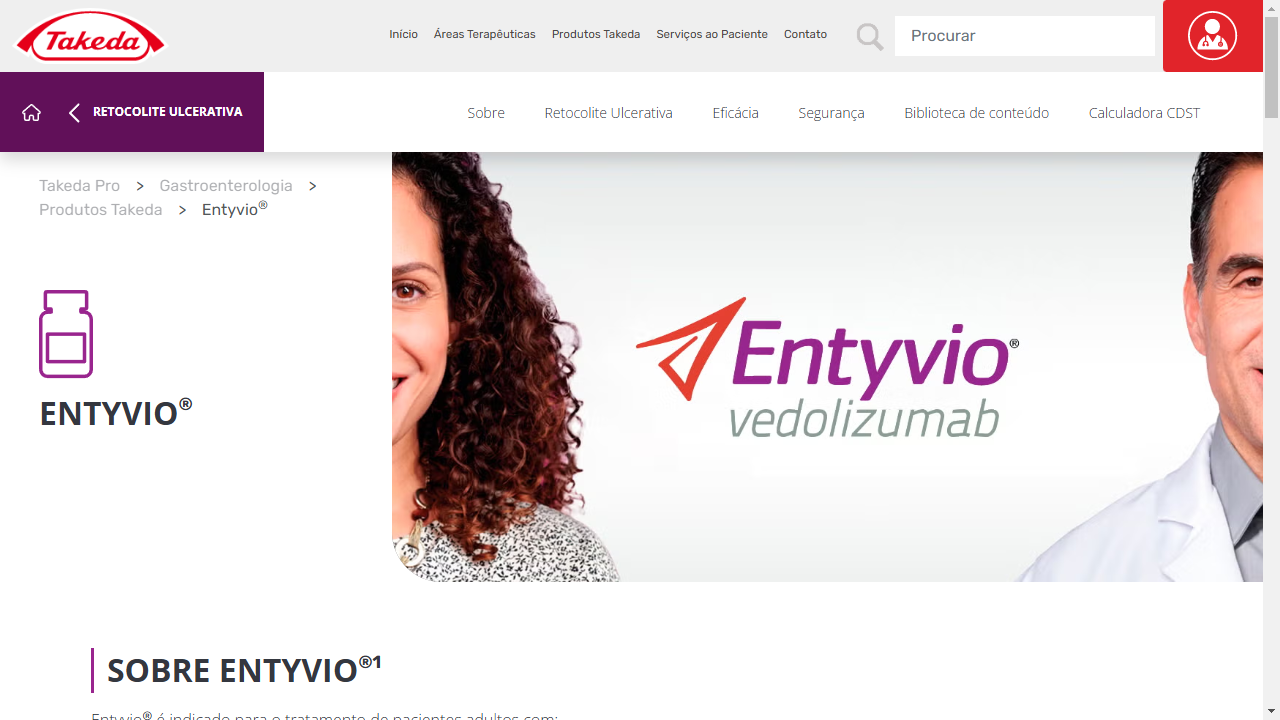 Takeda
Início Áreas Terapêuticas Produtos Takeda Serviços ao Paciente Contato Procurar
RETOCOLITE ULCERATIVA Sobre Retocolite Ulcerativa Eficácia Segurança Biblioteca de conteúdo Calculadora CDST
Takeda Pro > Gastroenterologia >
Produtos Takeda > Entyvio®
Entyvio®
vedolizumab
ENTYVIO®
SOBRE ENTYVIO®1
Entyvio® é indicado para o tratamento de pacientes adultos com: